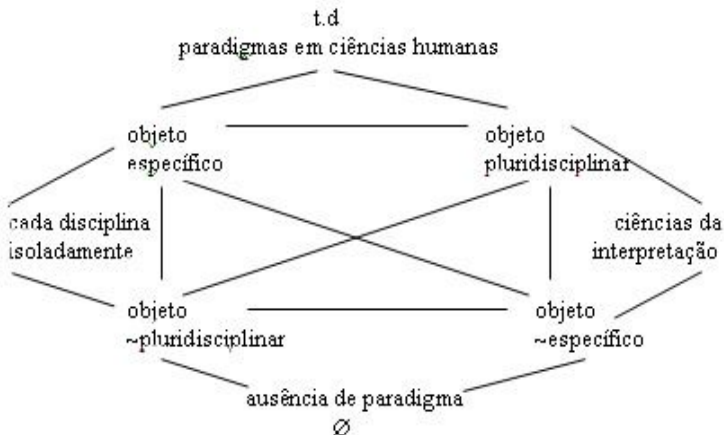 t.d
paradigmas em ciências humanas
objeto
específico
objeto
pluridisciplinar
cada disciplina
isoladamente
ciências da
interpretação
objeto
~pluridisciplinar
objeto
~específico
ausência de paradigma
∅